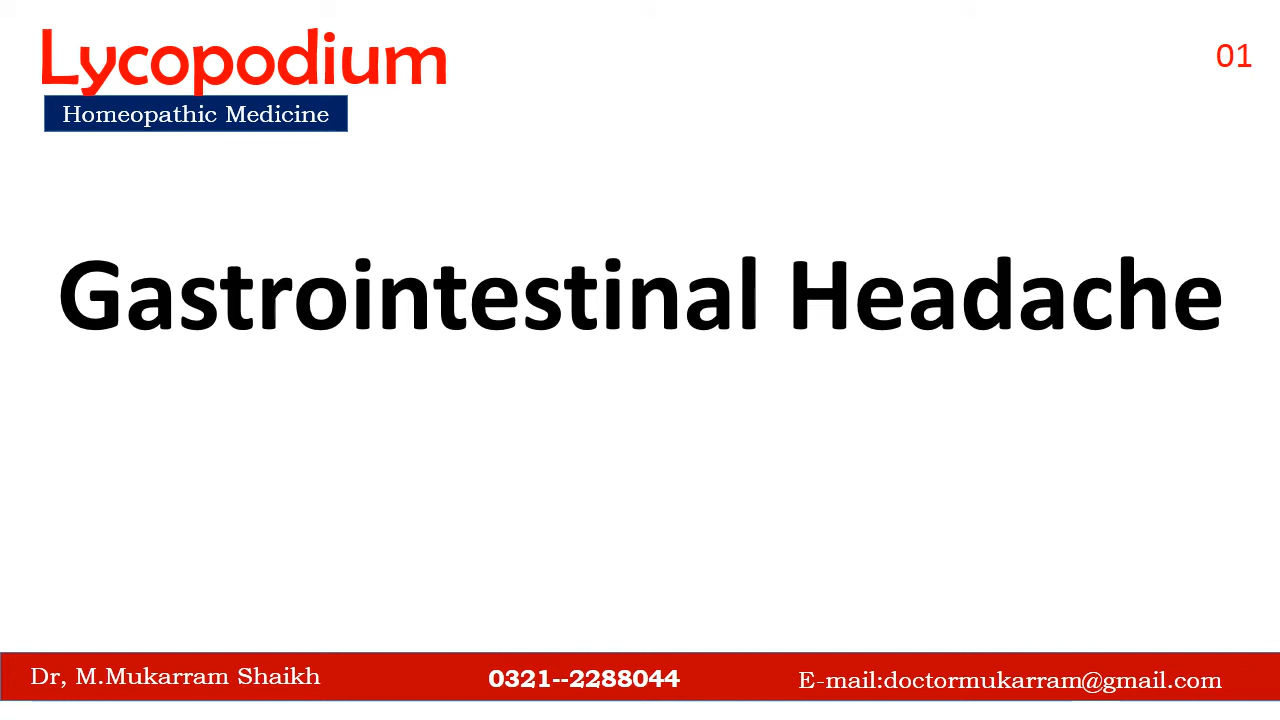 Lycopodium
01
Homeopathic Medicine
Gastrointestinal Headache
Dr, M.Mukarram Shaikh
0321--2288044
E-mail:doctormukarram@gmail.com